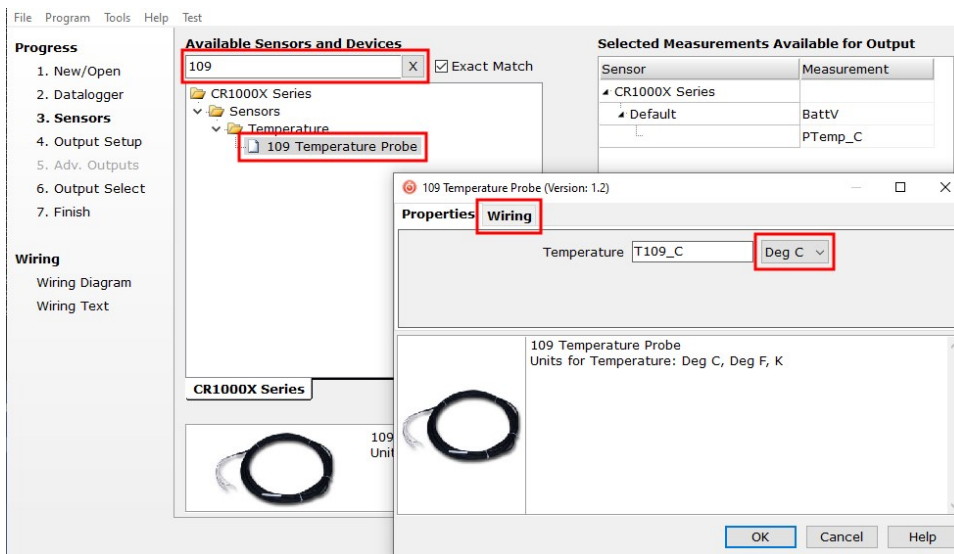 File Program Tools Help Test
Progress
1. New/Open
2. Datalogger
3. Sensors
4. Output Setup
5. Adv. Outputs
6. Output Select
7. Finish
Wiring
Wiring Diagram
Wiring Text
Available Sensors and Devices
109 X Exact Match
CR1000X Series
Sensors
Temperature
109 Temperature Probe
CR1000X Series
109
Unit
Selected Measurements Available for Output
Sensor Measurement
CR1000X Series
Default BattV
PTemp_C
109 Temperature Probe (Version: 1.2)
Properties Wiring
Temperature T109_C Deg C
109 Temperature Probe
Units for Temperature: Deg C, Deg F, K
OK Cancel Help